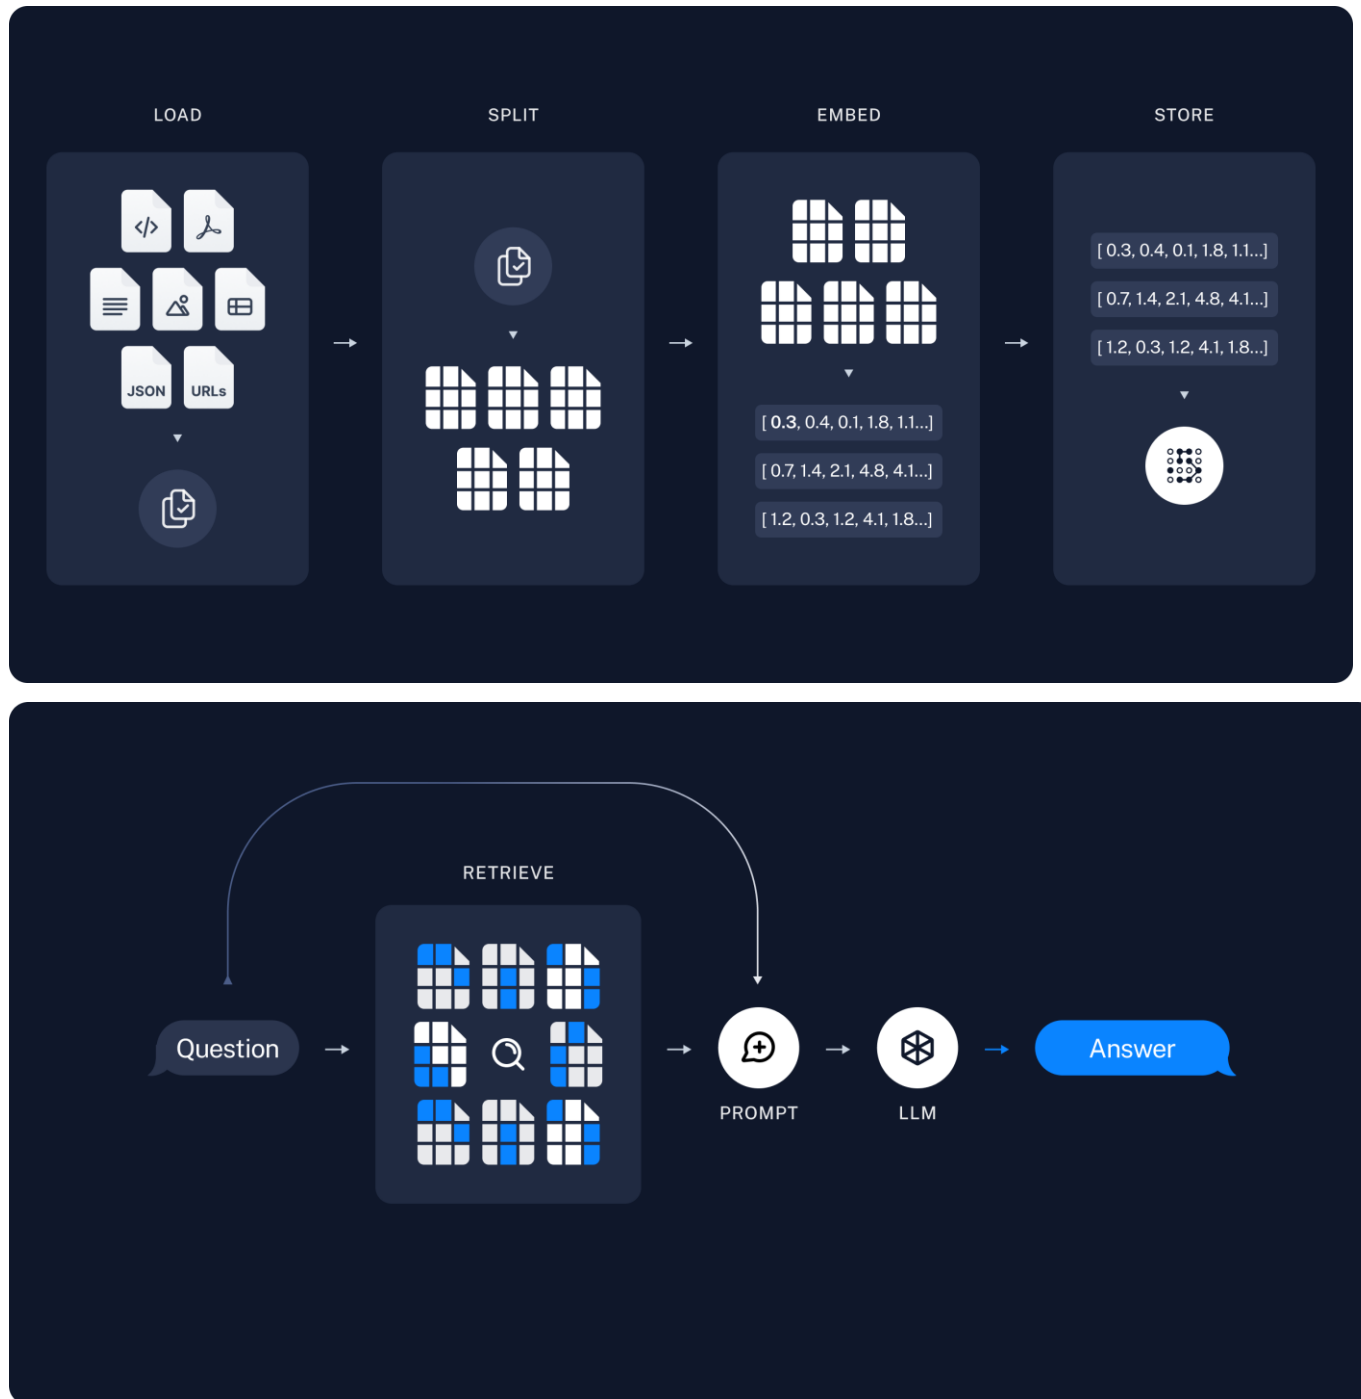 LOAD
SPLIT
EMBED
STORE
</>
JSON
URLs
[ 0.3, 0.4, 0.1, 1.8, 1.1...]
[ 0.7, 1.4, 2.1, 4.8, 4.1...]
[ 1.2, 0.3, 1.2, 4.1, 1.8...]
[ 0.3, 0.4, 0.1, 1.8, 1.1...]
[ 0.7, 1.4, 2.1, 4.8, 4.1...]
[ 1.2, 0.3, 1.2, 4.1, 1.8...]
RETRIEVE
Question
PROMPT
LLM
Answer